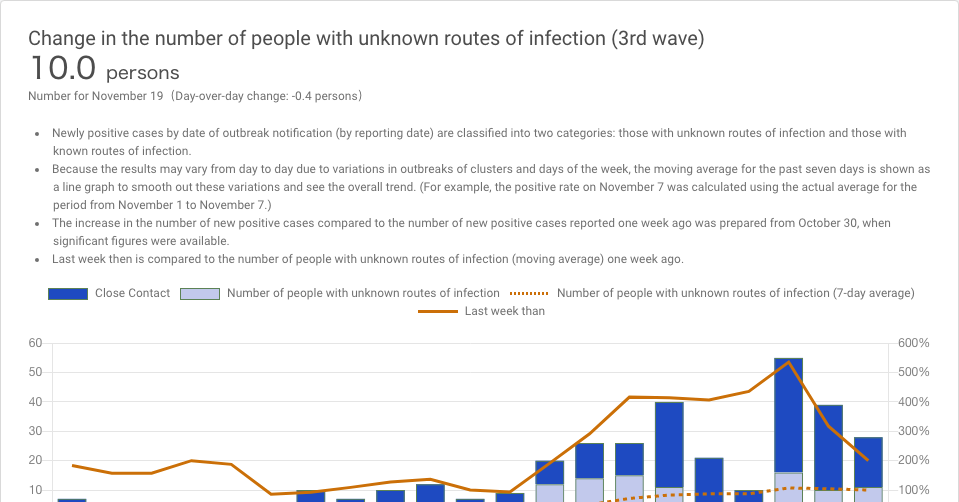 Change in the number of people with unknown routes of infection (3rd wave)
10.0 persons
Number for November 19 (Day-over-day change: -0.4 persons)
• Newly positive cases by date of outbreak notification (by reporting date) are classified into two categories: those with unknown routes of infection and those with
known routes of infection.
• Because the results may vary from day to day due to variations in outbreaks of clusters and days of the week, the moving average for the past seven days is shown as
a line graph to smooth out these variations and see the overall trend. (For example, the positive rate on November 7 was calculated using the actual average for the
period from November 1 to November 7.)
• The increase in the number of new positive cases compared to the number of new positive cases reported one week ago was prepared from October 30, when
significant figures were available.
• Last week then is compared to the number of people with unknown routes of infection (moving average) one week ago.
Close Contact Number of people with unknown routes of infection Number of people with unknown routes of infection (7-day average)
Last week than
60 600%
50 500%
40 400%
30 300%
20 200%
10 100%